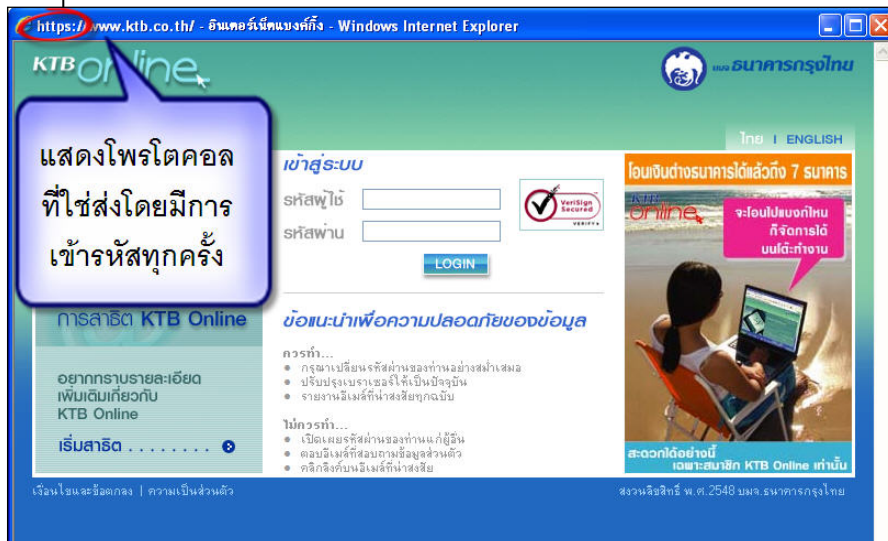 https://www.ktb.co.th/ - อินเตอร์เน็ตแบงค์กิ้ง - Windows Internet Explorer
KTB online
บมจ.ธนาคารกรุงไทย
ไทย I ENGLISH
แสดงโพรโตคอล
ที่ใช่ส่งโดยมีการ
เข้ารหัสทุกครั้ง
เข้าสู่ระบบ
รหัสผู้ใช้
รหัสผ่าน
VeriSign
Secured
VERIFY
LOGIN
โอนเงินต่างธนาคารได้แล้วถึง 7 ธนาคาร
KTB
online
จะโอนไปแบงก์ไหน
ก็จัดการได้
บนโต๊ะทำงาน
การสาธิต KTB Online
อยากทราบรายละเอียด
เพิ่มเติมเกี่ยวกับ
KTB Online
เริ่มสาธิต . . . . . . . .
ข้อแนะนำเพื่อความปลอดภัยของข้อมูล
ควรทำ...
กรุณาเปลี่ยนรหัสผ่านของท่านอย่างสม่ำเสมอ
ปรับปรุงเบราเซอร์ให้เป็นปัจจุบัน
รายงานอีเมล์ที่น่าสงสัยทุกฉบับ
ไม่ควรทำ...
เปิดเผยรหัสผ่านของท่านแก่ผู้อื่น
ตอบอีเมล์ที่สอบถามข้อมูลส่วนตัว
คลิกลิงค์บนอีเมล์ที่น่าสงสัย
สะดวกได้อย่างนี้
เฉพาะสมาชิก KTB Online เท่านั้น
เงื่อนไขและข้อตกลง | ความเป็นส่วนตัว
สงวนลิขสิทธิ์ พ.ศ.2548 บมจ.ธนาคารกรุงไทย